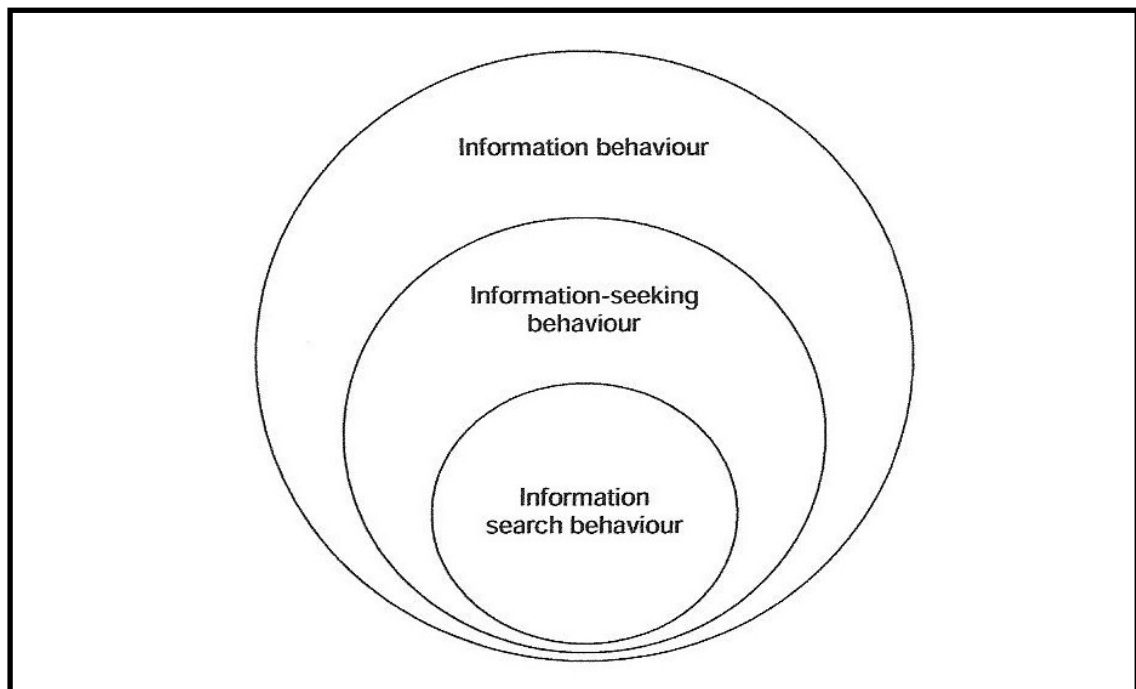 Information behaviour
Information-seeking
behaviour
Information
search behaviour